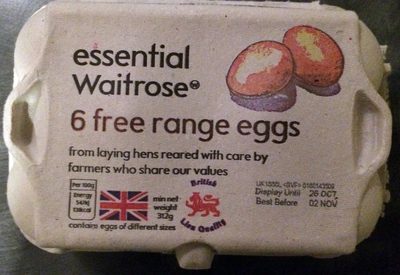 essential
Waitrose
6 free range eggs
from laying hens reared with care by
farmers who share our values
Per 100g
Energy
547kJ
min net
weight
312g
British
Lion Quality
contains eggs of different sizes
Display Until 26 OCT
Best Before 02 NOV